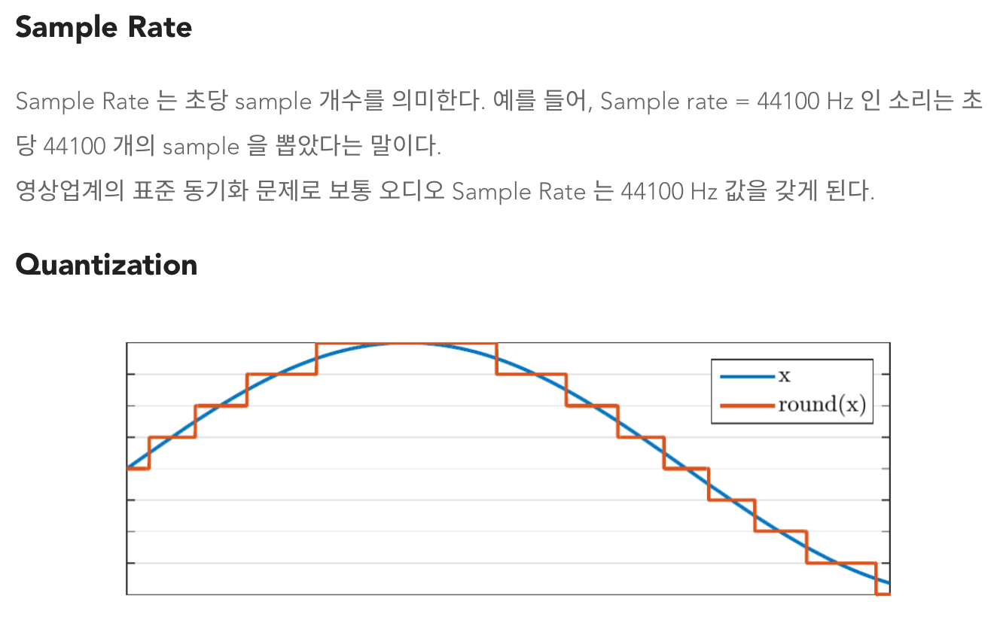 Sample Rate
Sample Rate 는 초당 sample 개수를 의미한다. 예를 들어, Sample rate = 44100 Hz 인 소리는 초
당 44100 개의 sample 을 뽑았다는 말이다.
영상업계의 표준 동기화 문제로 보통 오디오 Sample Rate 는 44100 Hz 값을 갖게 된다.
Quantization
x
round(x)